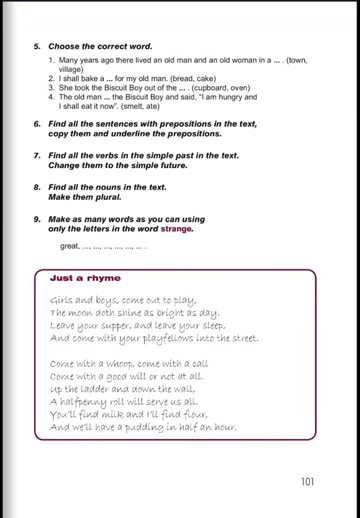 5. Choose the correct word.
1. Many years ago there lived an old man and an old woman in a ... . (town,
village)
2. I shall bake a ... for my old man. (bread, cake)
3. She took the Biscuit Boy out of the ... . (cupboard, oven)
4. The old man ... the Biscuit Boy and said, "I am hungry and
I shall eat it now". (smelt, ate)
6. Find all the sentences with prepositions in the text,
copy them and underline the prepositions.
7. Find all the verbs in the simple past in the text.
Change them to the simple future.
8. Find all the nouns in the text.
Make them plural.
9. Make as many words as you can using
only the letters in the word strange.
great, ..., ..., ..., ..., ..., ... .
Just a rhyme
Girls and boys, come out to play,
The moon doth shine as bright as day.
Leave your supper, and leave your sleep,
And come with your playfellows into the street.
Come with a whoop, come with a call
Come with a good will or not at all.
Up the ladder and down the wall,
A halfpenny roll will serve us all.
You'll find milk and I'll find flour,
And we'll have a pudding in half an hour.
101